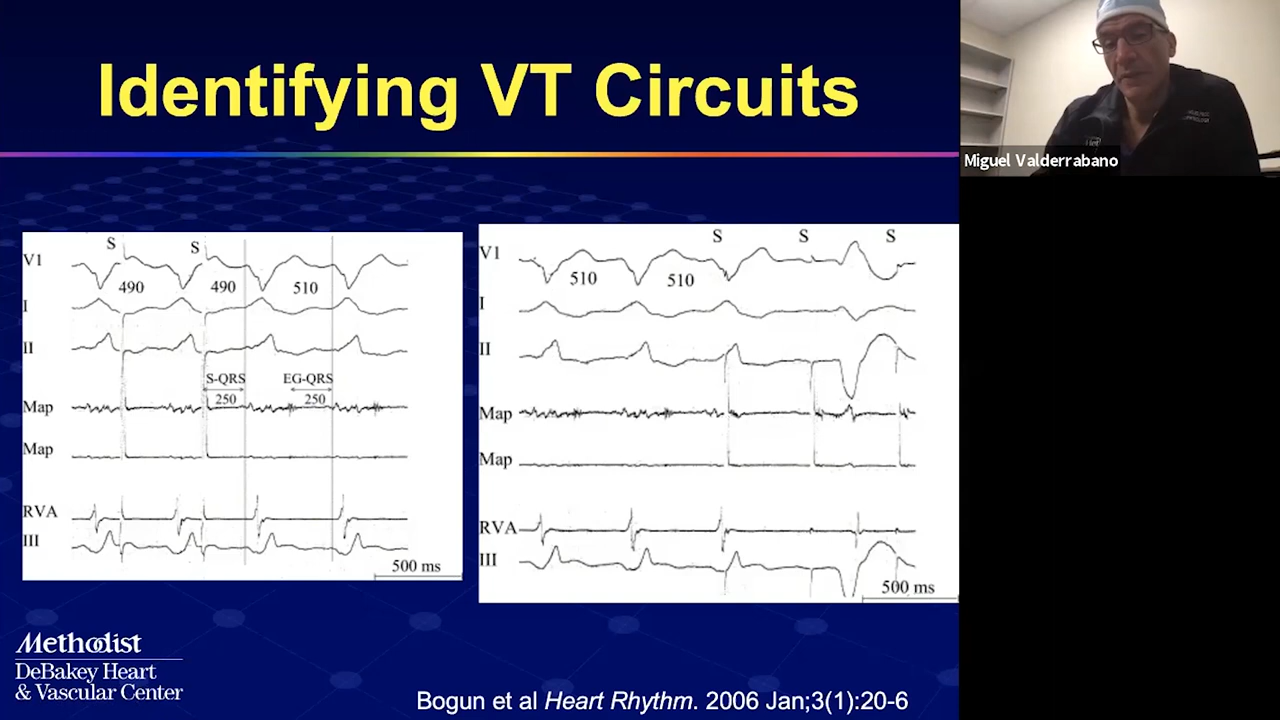 Identifying VT Circuits
Miguel Valderrabano
S S
V1
490 490 510
I
II
S-QRS EG-QRS
250 250
Map
Map
RVA
III
500 ms
S S S
V1
510 510
I
II
Map
Map
RVA
III
500 ms
Methodist
DeBakey Heart
& Vascular Center
Bogun et al Heart Rhythm. 2006 Jan;3(1):20-6